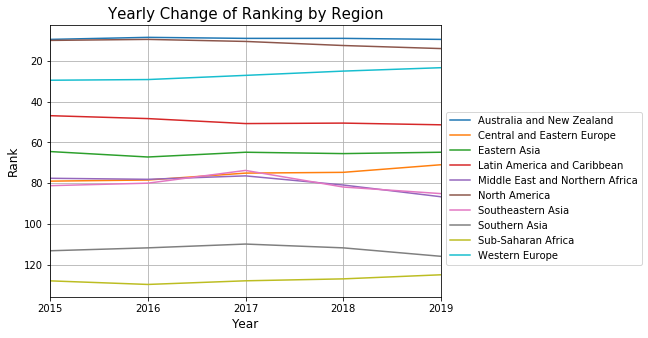 Yearly Change of Ranking by Region
Rank
20
40
60
80
100
120
2015
2016
2017
2018
2019
Year
Australia and New Zealand
Central and Eastern Europe
Eastern Asia
Latin America and Caribbean
Middle East and Northern Africa
North America
Southeastern Asia
Southern Asia
Sub-Saharan Africa
Western Europe